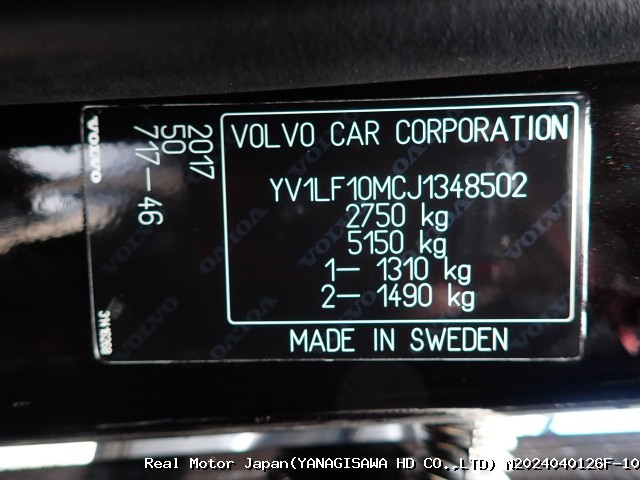 VOLVO
2017
50
717-46
VOLVO CAR CORPORATION
YV1LF10MCJ1348502
2750 kg
5150 kg
1- 1310 kg
2- 1490 kg
MADE IN SWEDEN
Real Motor Japan(YANAGISAWA HD CO.,LTD) N2024040126F-10